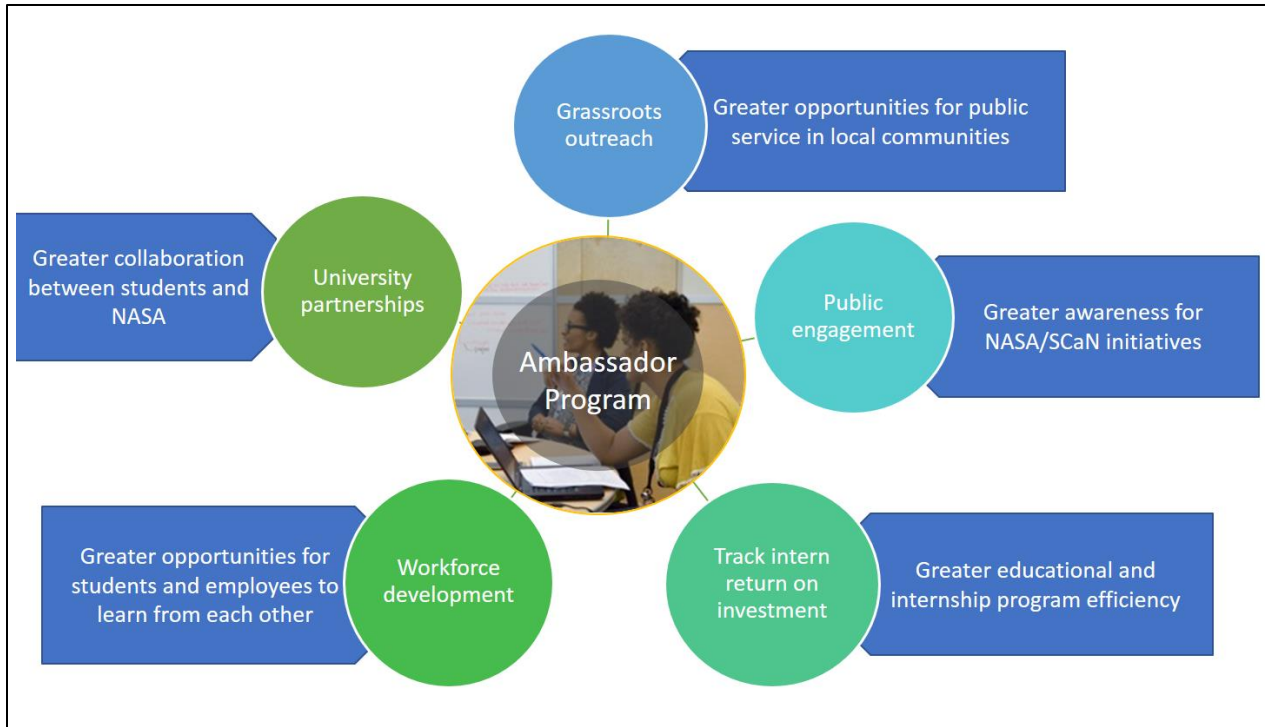 Grassroots
outreach
Greater opportunities for public
service in local communities
University
partnerships
Greater collaboration
between students and
NASA
Public
engagement
Greater awareness for
NASA/SCaN initiatives
Ambassador
Program
Workforce
development
Greater opportunities for
students and employees to
learn from each other
Track intern
return on
investment
Greater educational and
internship program efficiency